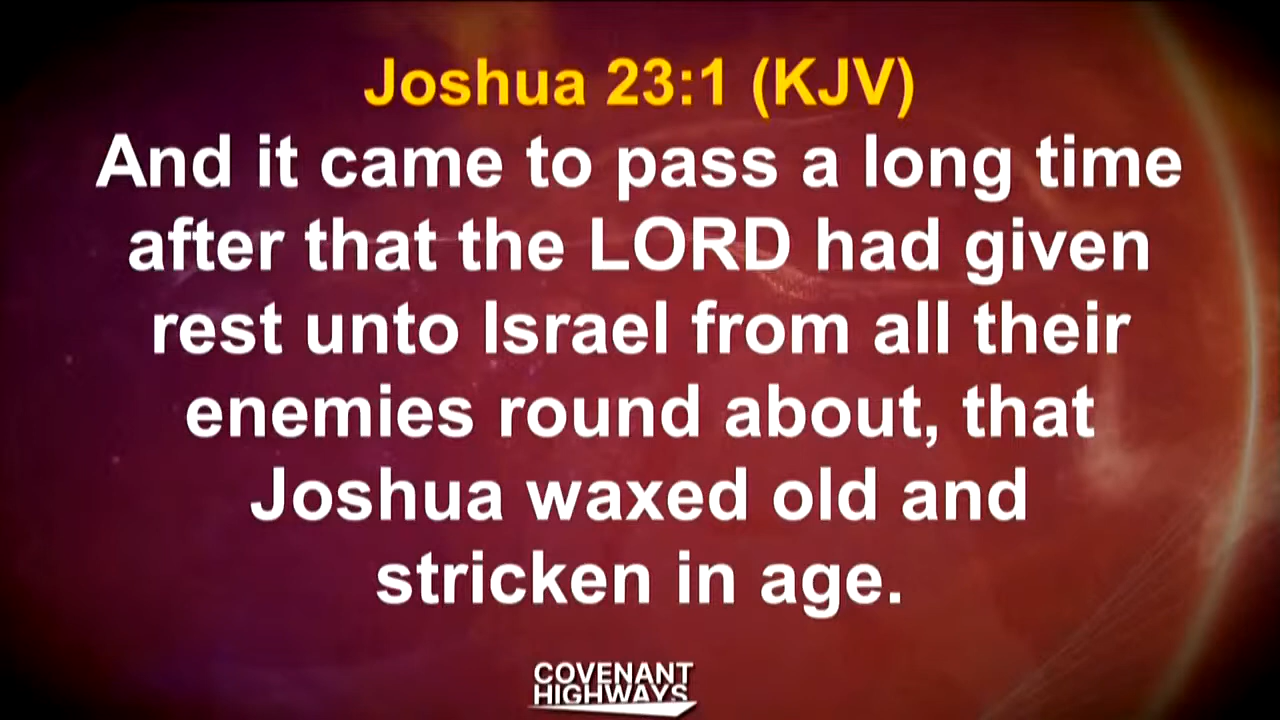 Joshua 23:1 (KJV)
And it came to pass a long time
after that the LORD had given
rest unto Israel from all their
enemies round about, that
Joshua waxed old and
stricken in age.
COVENANT
HIGHWAYS